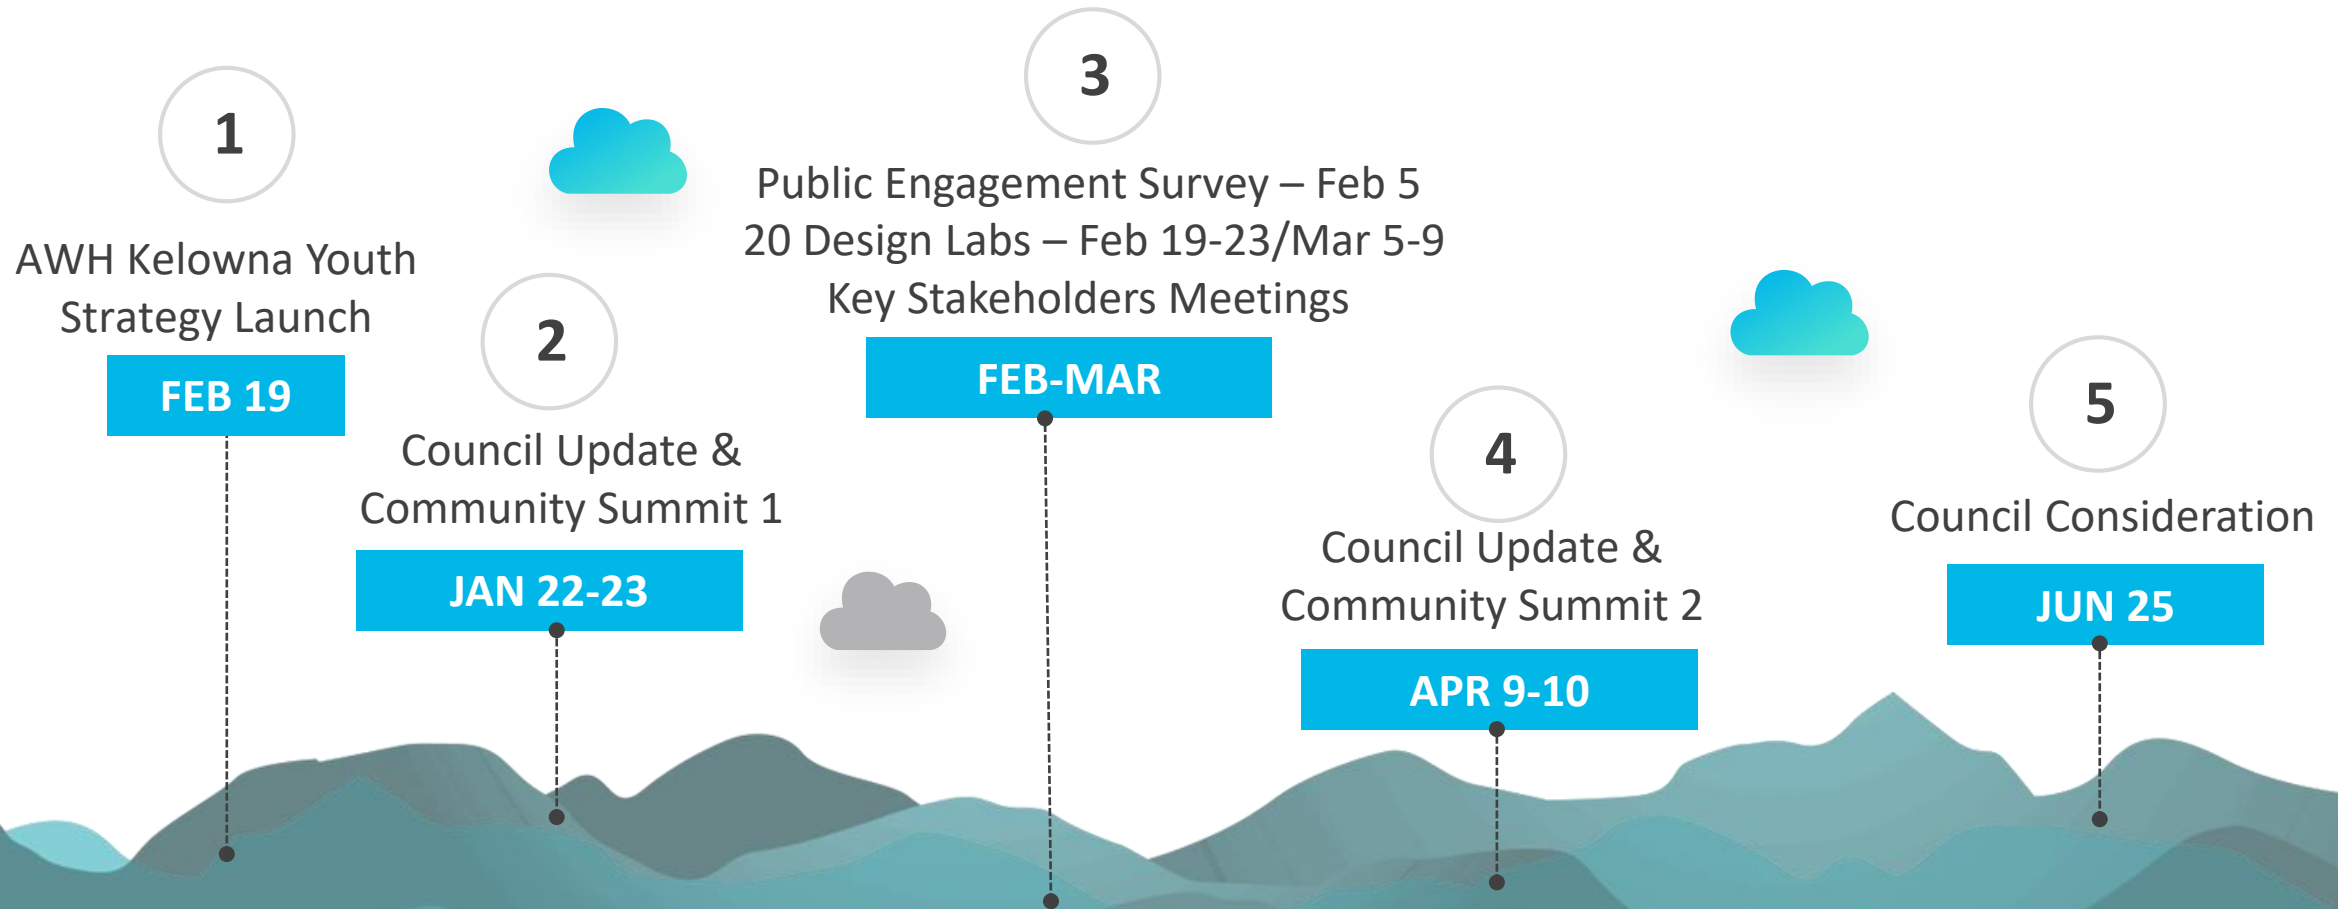 1
AWH Kelowna Youth
Strategy Launch
FEB 19
2
Council Update &
Community Summit 1
JAN 22-23
3
Public Engagement Survey – Feb 5
20 Design Labs – Feb 19-23/Mar 5-9
Key Stakeholders Meetings
FEB-MAR
4
Council Update &
Community Summit 2
APR 9-10
5
Council Consideration
JUN 25